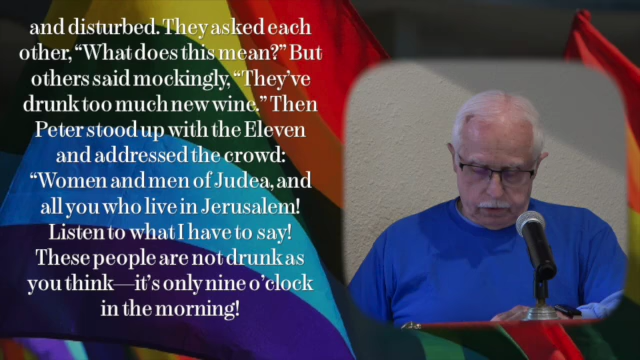 and disturbed. They asked each
other, “What does this mean?” But
others said mockingly, “They’ve
drunk too much new wine.” Then
Peter stood up with the Eleven
and addressed the crowd:
“Women and men of Judea, and
all you who live in Jerusalem!
Listen to what I have to say!
These people are not drunk as
you think—it’s only nine o’clock
in the morning!